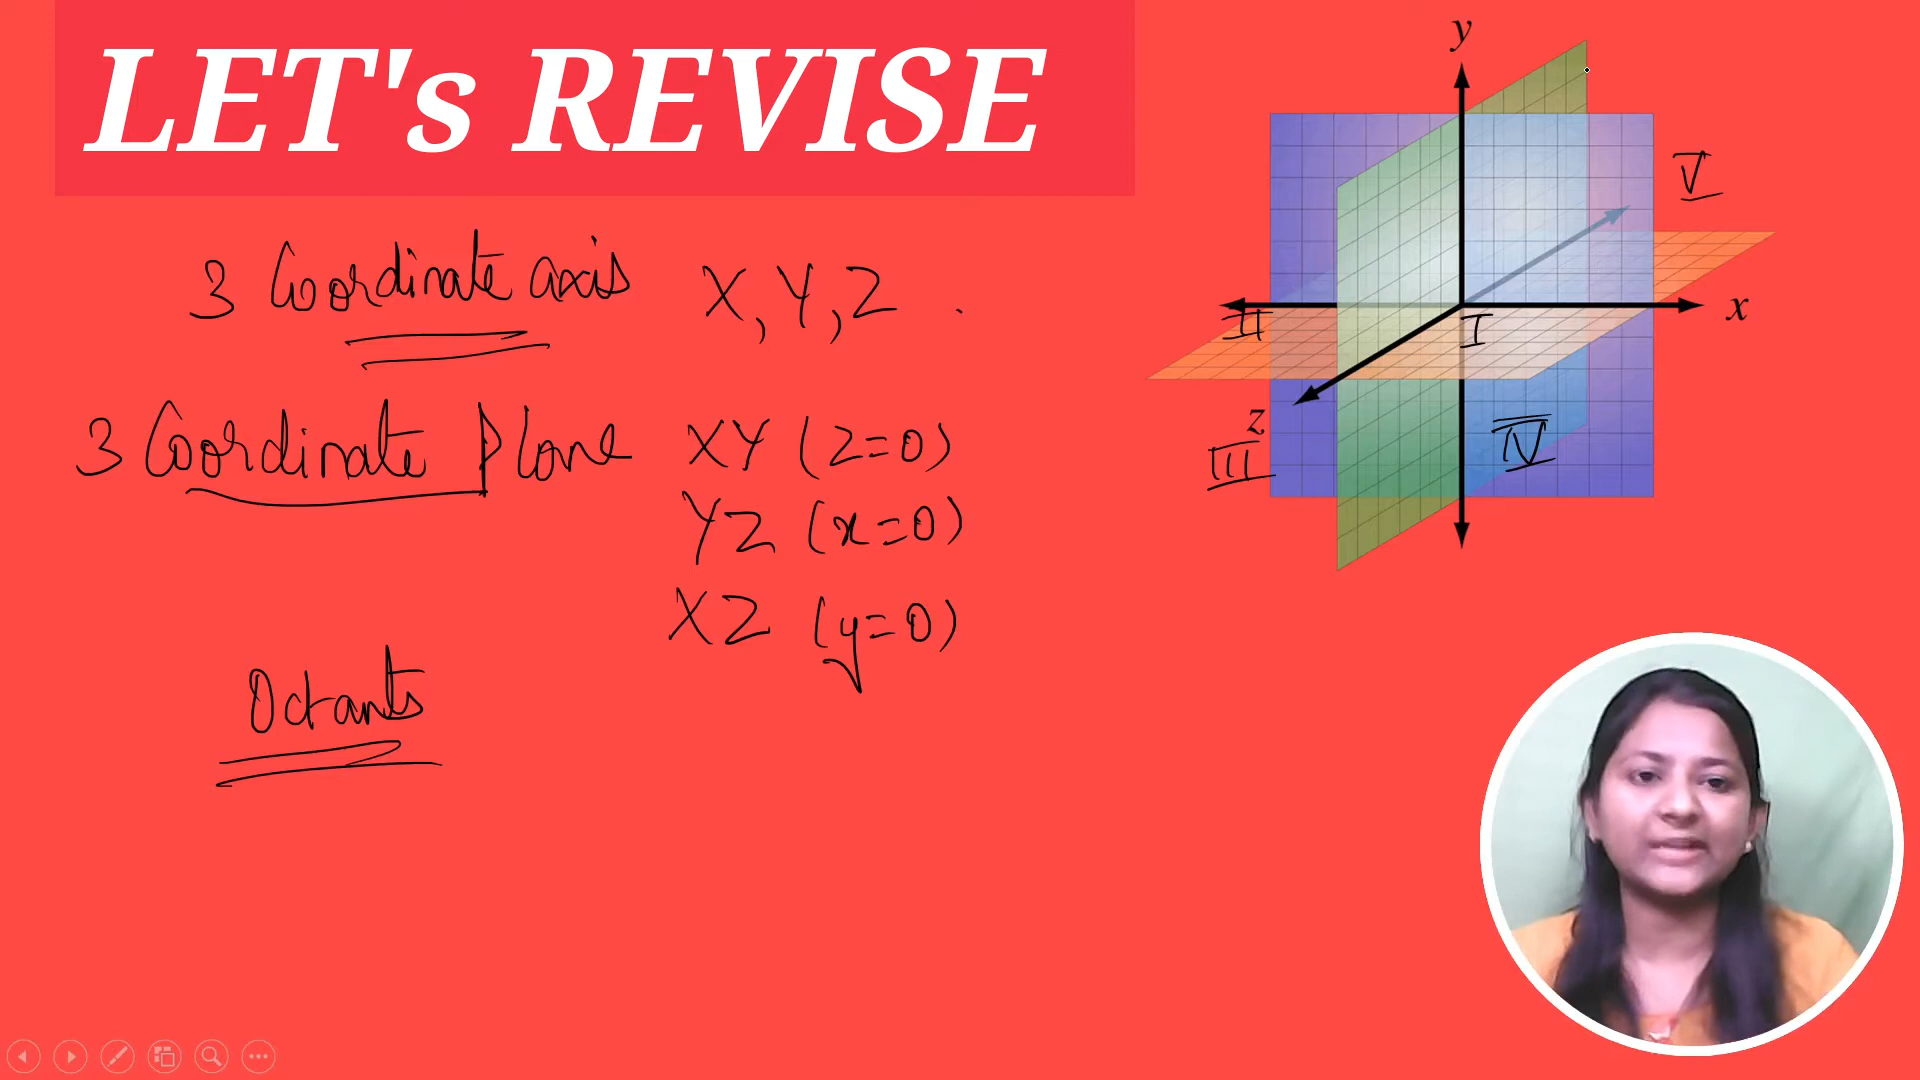 LET's REVISE
3 Coordinate axis X, Y, Z .
3 Coordinate Plane XY (z=0)
YZ (x=0)
XZ (y=0)
Octants
y
V
x
II
I
z
III
IV